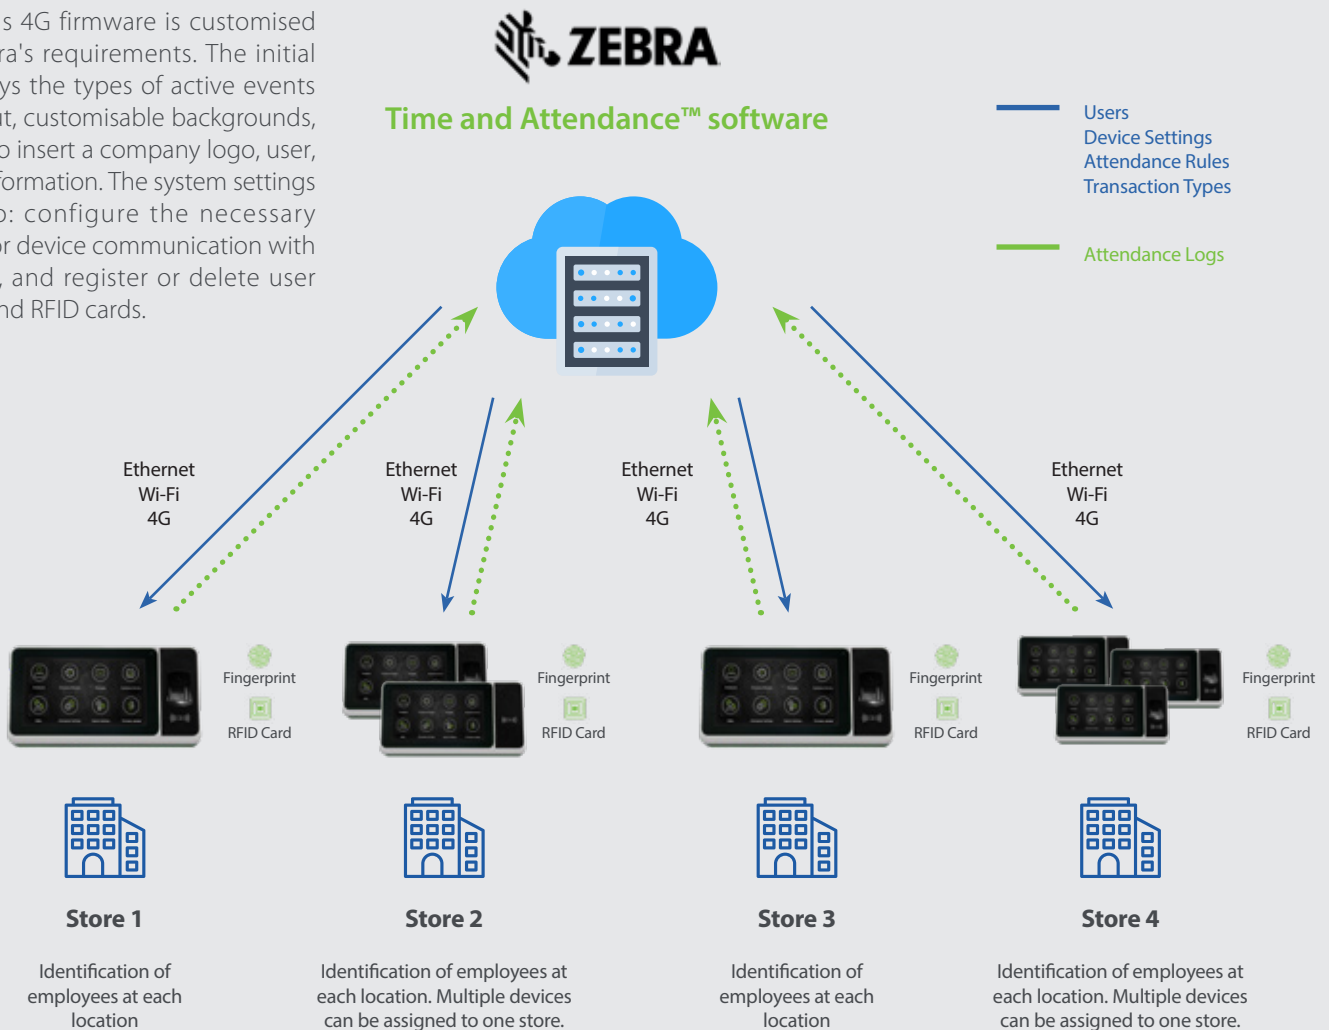 s 4G firmware is customised
ra's requirements. The initial
ys the types of active events
ut, customisable backgrounds,
o insert a company logo, user,
formation. The system settings
o: configure the necessary
or device communication with
, and register or delete user
nd RFID cards.
ZEBRA
Time and Attendance™ software
Users
Device Settings
Attendance Rules
Transaction Types
Attendance Logs
Ethernet
Wi-Fi
4G
Ethernet
Wi-Fi
4G
Ethernet
Wi-Fi
4G
Ethernet
Wi-Fi
4G
Fingerprint
RFID Card
Fingerprint
RFID Card
Fingerprint
RFID Card
Fingerprint
RFID Card
Store 1
Identification of
employees at each
location
Store 2
Identification of employees at
each location. Multiple devices
can be assigned to one store.
Store 3
Identification of
employees at each
location
Store 4
Identification of employees at
each location. Multiple devices
can be assigned to one store.